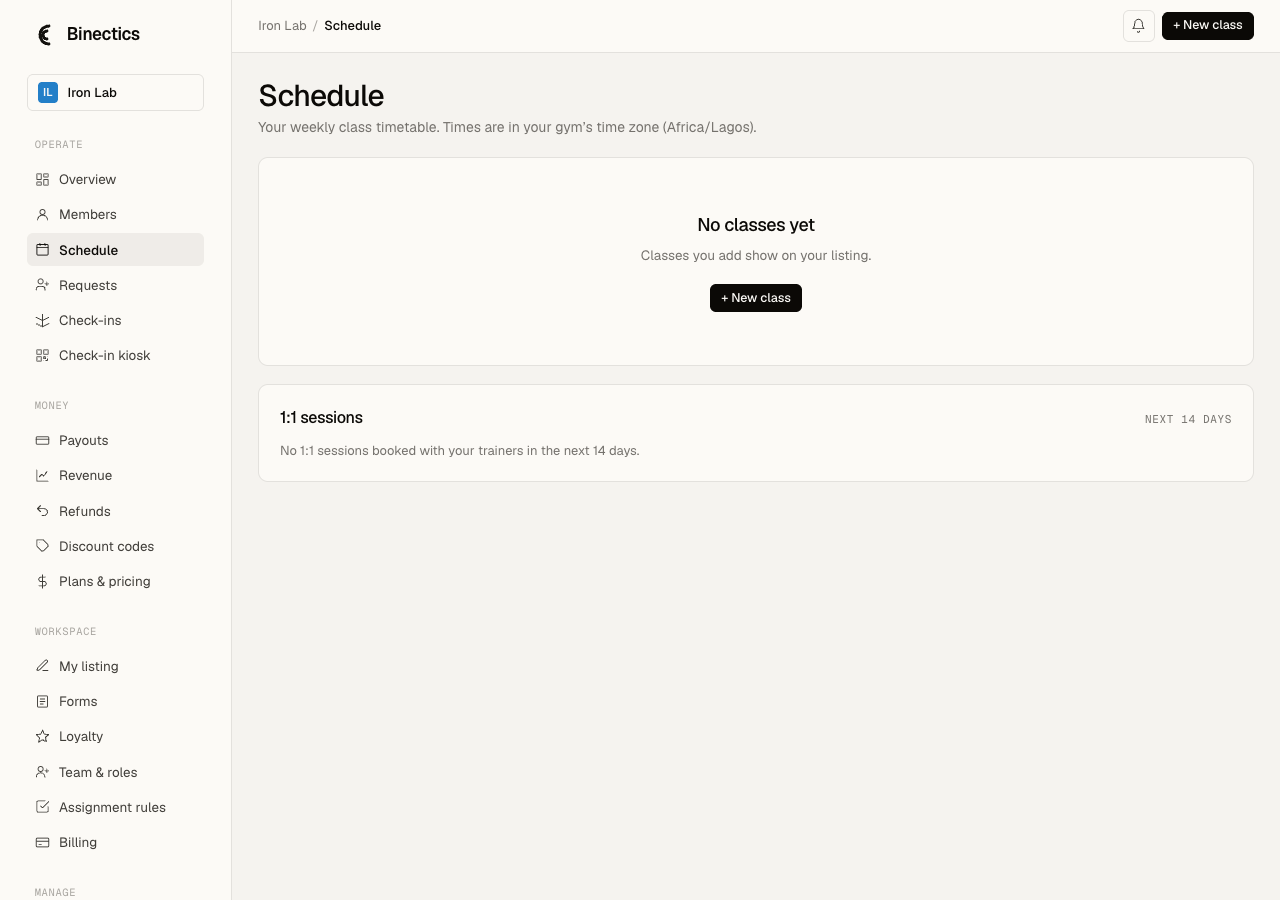 Binectics
IL Iron Lab
OPERATE
Overview
Members
Schedule
Requests
Check-ins
Check-in kiosk
MONEY
Payouts
Revenue
Refunds
Discount codes
Plans & pricing
WORKSPACE
My listing
Forms
Loyalty
Team & roles
Assignment rules
Billing
MANAGE
Iron Lab / Schedule
+ New class
Schedule
Your weekly class timetable. Times are in your gym's time zone (Africa/Lagos).
No classes yet
Classes you add show on your listing.
+ New class
1:1 sessions
NEXT 14 DAYS
No 1:1 sessions booked with your trainers in the next 14 days.